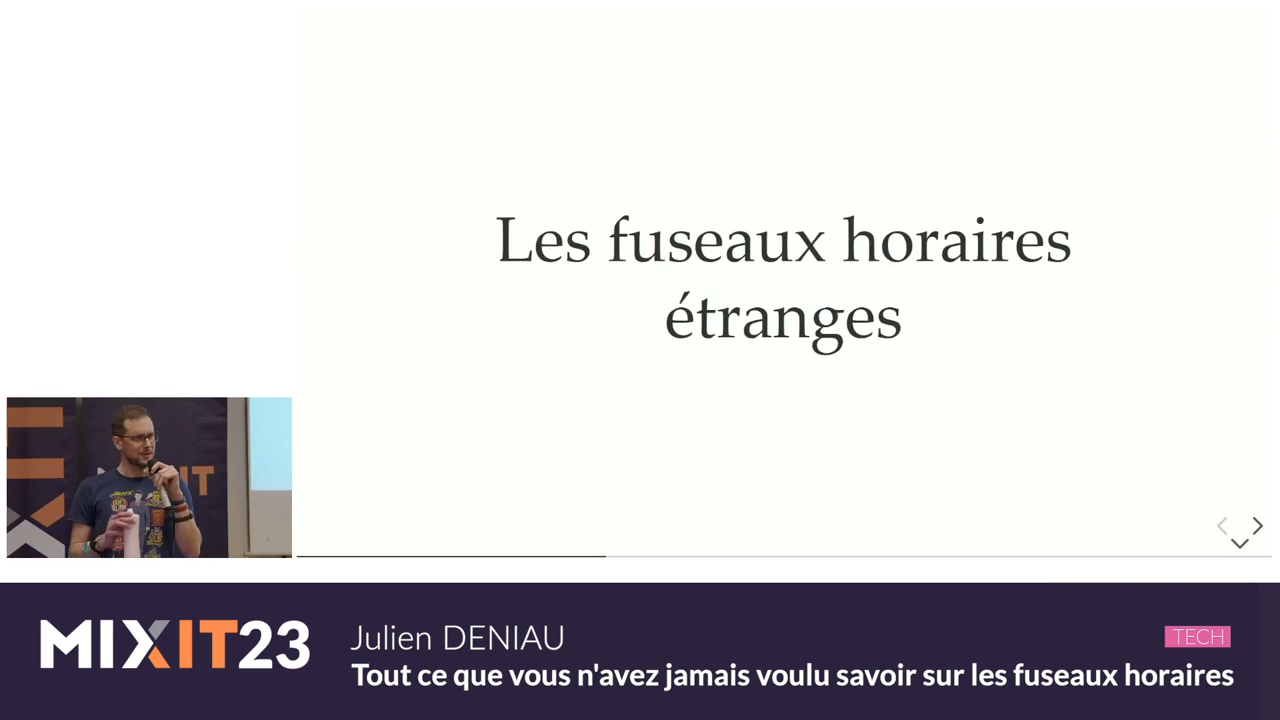 Les fuseaux horaires
étranges
IT
MIXIT23
Julien DENIAU
TECH
Tout ce que vous n'avez jamais voulu savoir sur les fuseaux horaires